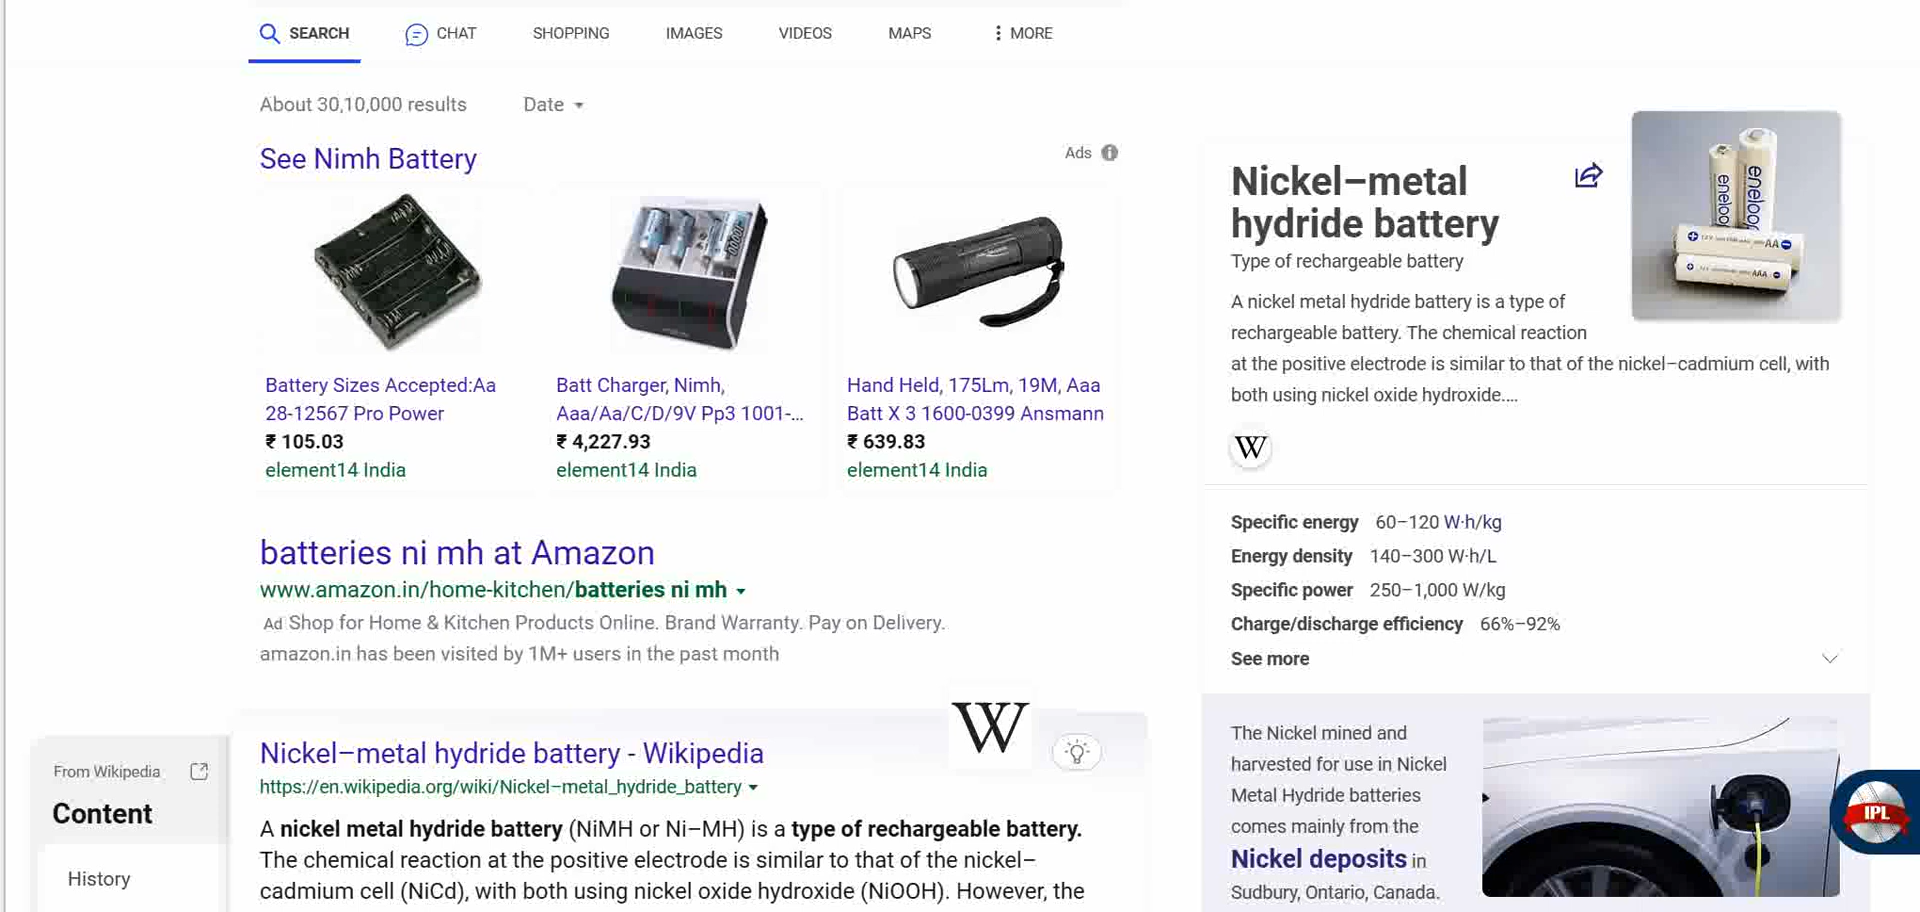 SEARCH
CHAT
SHOPPING
IMAGES
VIDEOS
MAPS
MORE
About 30,10,000 results
Date
See Nimh Battery
Ads
Battery Sizes Accepted:Aa
28-12567 Pro Power
₹ 105.03
element14 India
Batt Charger, Nimh,
Aaa/Aa/C/D/9V Pp3 1001-...
₹ 4,227.93
element14 India
Hand Held, 175Lm, 19M, Aaa
Batt X 3 1600-0399 Ansmann
₹ 639.83
element14 India
batteries ni mh at Amazon
www.amazon.in/home-kitchen/batteries ni mh
Ad Shop for Home & Kitchen Products Online. Brand Warranty. Pay on Delivery.
amazon.in has been visited by 1M+ users in the past month
W
Nickel–metal hydride battery - Wikipedia
https://en.wikipedia.org/wiki/Nickel–metal_hydride_battery
A nickel metal hydride battery (NiMH or Ni–MH) is a type of rechargeable battery.
The chemical reaction at the positive electrode is similar to that of the nickel–
cadmium cell (NiCd), with both using nickel oxide hydroxide (NiOOH). However, the
From Wikipedia
Content
History
Nickel–metal
hydride battery
Type of rechargeable battery
eneloop
eneloop
AA
AAA
A nickel metal hydride battery is a type of
rechargeable battery. The chemical reaction
at the positive electrode is similar to that of the nickel–cadmium cell, with
both using nickel oxide hydroxide....
W
Specific energy 60–120 W·h/kg
Energy density 140–300 W·h/L
Specific power 250–1,000 W/kg
Charge/discharge efficiency 66%–92%
See more
The Nickel mined and
harvested for use in Nickel
Metal Hydride batteries
comes mainly from the
Nickel deposits in
Sudbury, Ontario, Canada.
IPL